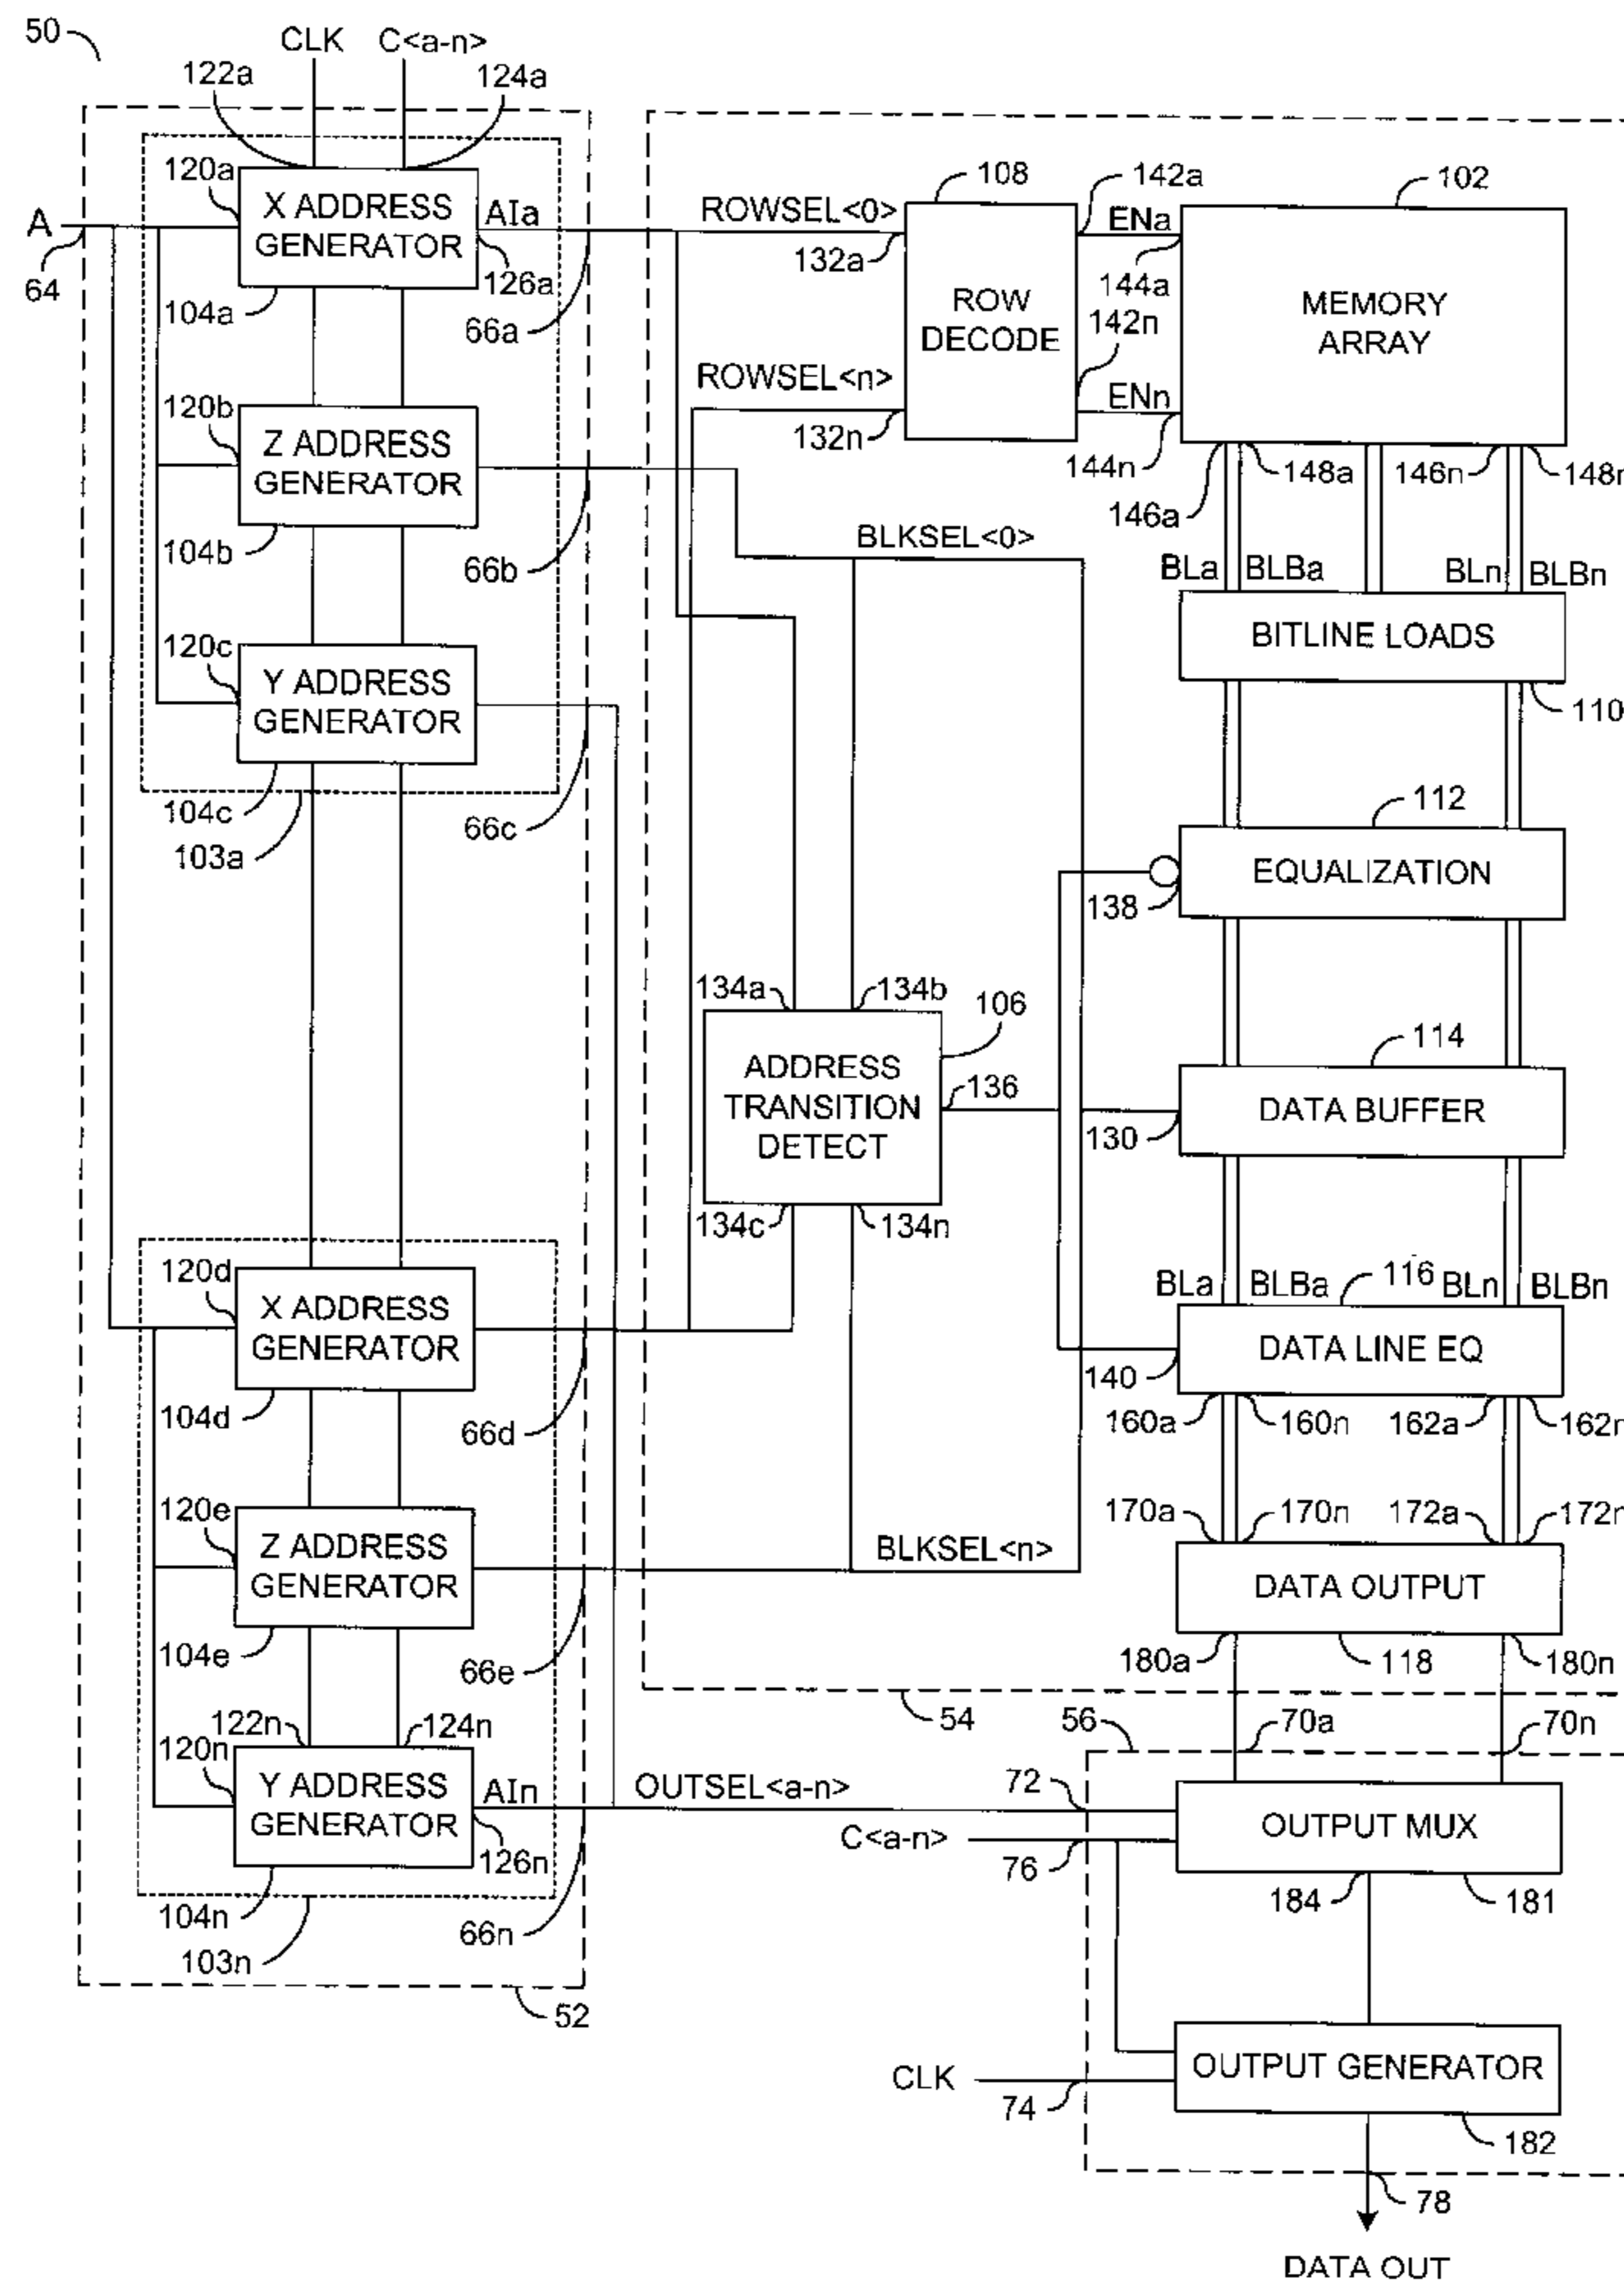 50
CLK
C<a-n>
122a
124a
120a
X ADDRESS
GENERATOR
AIa
A
64
126a
104a
66a
ROWSEL<0>
132a
108
ROW
DECODE
142a
ENa
144a
102
MEMORY
ARRAY
142n
ROWSEL<n>
132n
ENn
144n
146a
148a
146n
148n
120b
Z ADDRESS
GENERATOR
104b
66b
BLKSEL<0>
BLa
BLBa
BLn
BLBn
BITLINE LOADS
110
120c
Y ADDRESS
GENERATOR
104c
103a
66c
112
EQUALIZATION
138
134a
134b
106
ADDRESS
TRANSITION
DETECT
136
134c
134n
114
DATA BUFFER
130
120d
X ADDRESS
GENERATOR
104d
66d
BLa
BLBa
116
BLn
BLBn
DATA LINE EQ
140
160a
160n
162a
162n
120e
Z ADDRESS
GENERATOR
104e
66e
BLKSEL<n>
170a
170n
172a
172n
DATA OUTPUT
180a
118
180n
54
56
70a
70n
122n
124n
120n
Y ADDRESS
GENERATOR
AIn
126n
104n
103n
66n
52
OUTSEL<a-n>
72
C<a-n>
76
OUTPUT MUX
184
181
CLK
74
OUTPUT GENERATOR
182
78
DATA OUT